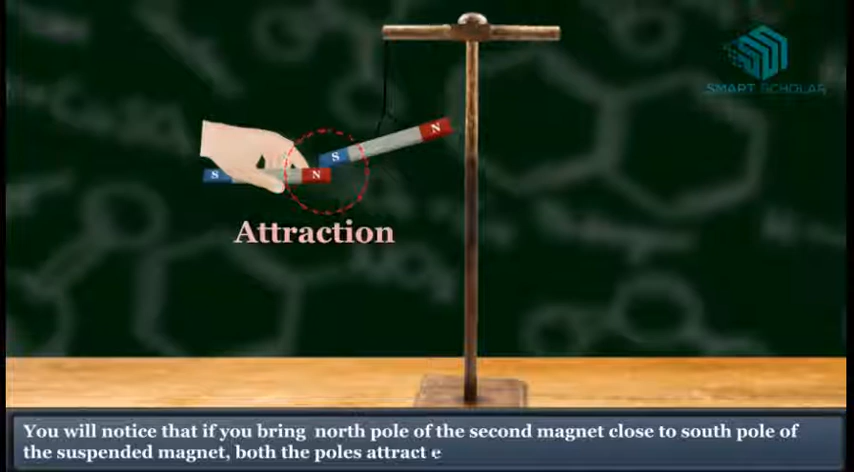 SMART SCHOLAR
N
S
S
N
Attraction
You will notice that if you bring north pole of the second magnet close to south pole of
the suspended magnet, both the poles attract e